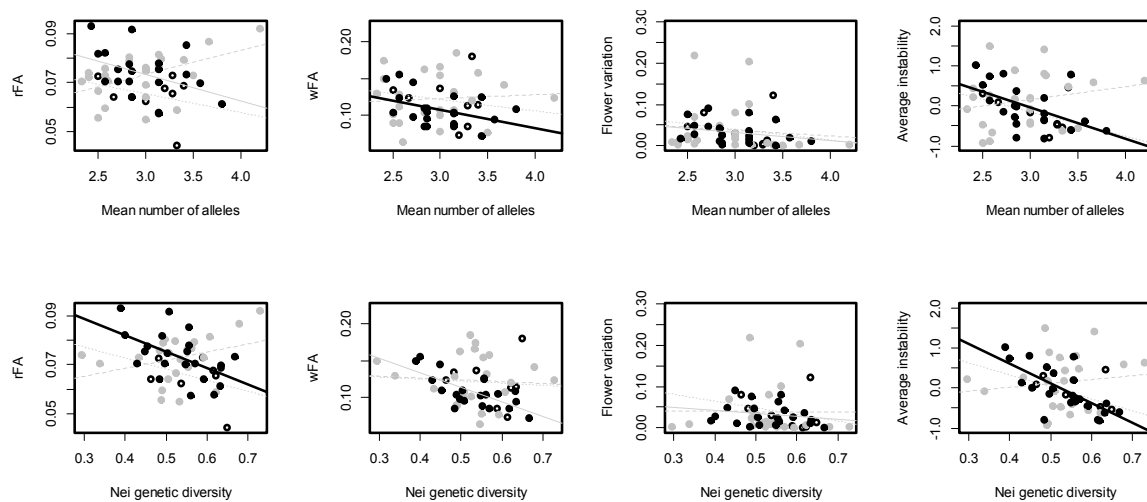 rFA
0.05
0.07
0.09
2.5 3.0 3.5 4.0
Mean number of alleles
wFA
0.10
0.20
2.5 3.0 3.5 4.0
Mean number of alleles
Flower variation
0.00
0.10
0.20
0.30
2.5 3.0 3.5 4.0
Mean number of alleles
Average instability
-1.0
0.0
1.0
2.0
2.5 3.0 3.5 4.0
Mean number of alleles
rFA
0.05
0.07
0.09
0.3 0.4 0.5 0.6 0.7
Nei genetic diversity
wFA
0.10
0.20
0.3 0.4 0.5 0.6 0.7
Nei genetic diversity
Flower variation
0.00
0.10
0.20
0.30
0.3 0.4 0.5 0.6 0.7
Nei genetic diversity
Average instability
-1.0
0.0
1.0
2.0
0.3 0.4 0.5 0.6 0.7
Nei genetic diversity